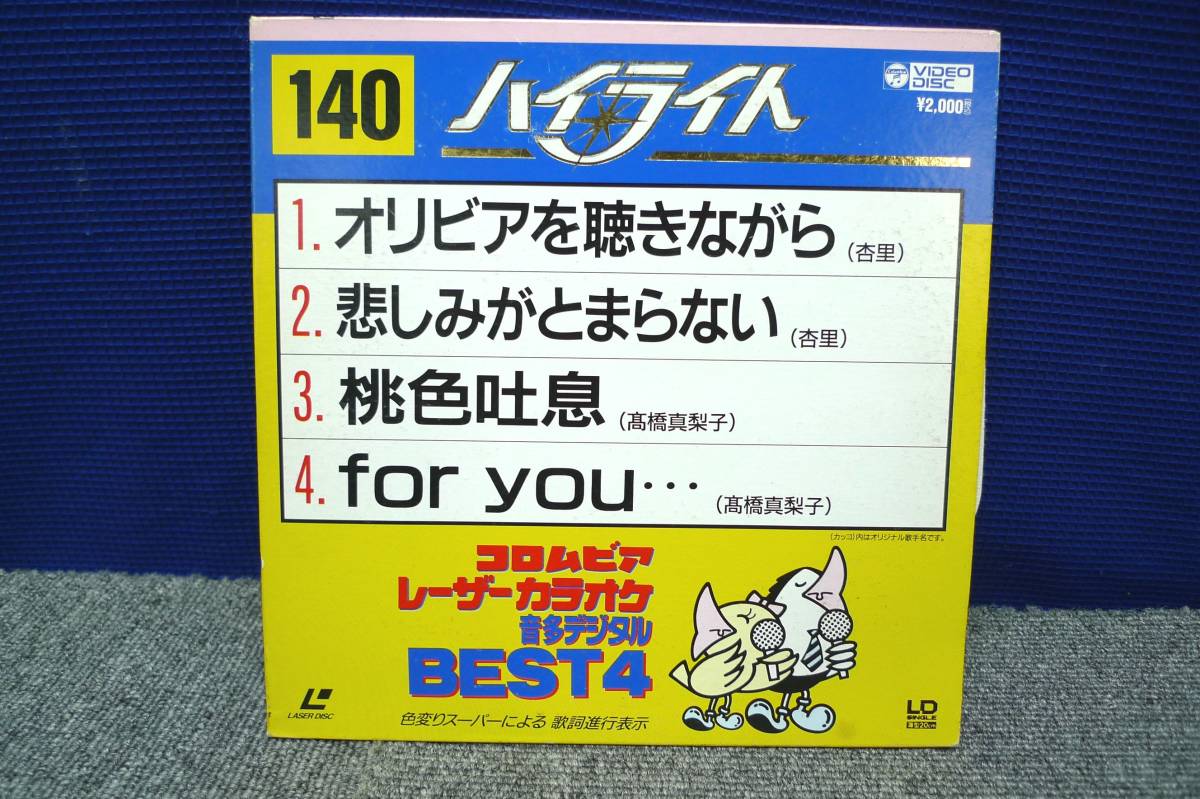 140
ハイライト
Columbia
VIDEO
DISC
¥2,000
1. オリビアを聴きながら (杏里)
2. 悲しみがとまらない (杏里)
3. 桃色吐息 (髙橋真梨子)
4. for you… (髙橋真梨子)
(カッコ)内はオリジナル歌手名です。
コロムビア
レーザーカラオケ
音多デジタル
BEST4
色変りスーパーによる 歌詞進行表示
LASER DISC
LD
SINGLE